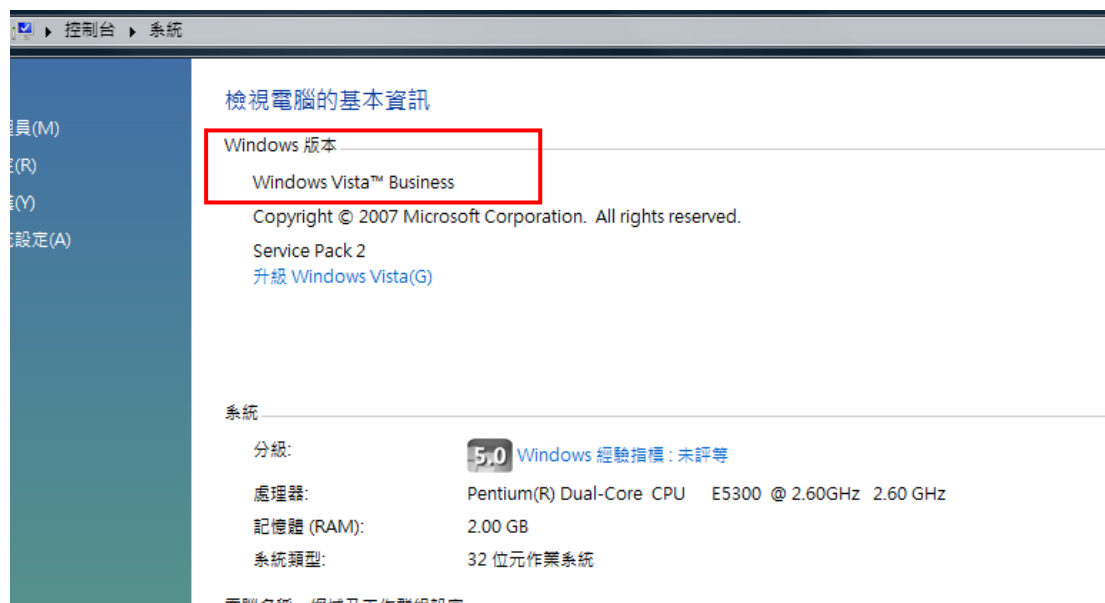 控制台 系統
檢視電腦的基本資訊
員(M)
Windows 版本
(R)
Windows Vista™ Business
(Y)
Copyright © 2007 Microsoft Corporation. All rights reserved.
設定(A)
Service Pack 2
升級 Windows Vista(G)
系統
分級:
5.0 Windows 經驗指標 : 未評等
處理器: Pentium(R) Dual-Core CPU E5300 @ 2.60GHz 2.60 GHz
記憶體 (RAM): 2.00 GB
系統類型: 32 位元作業系統